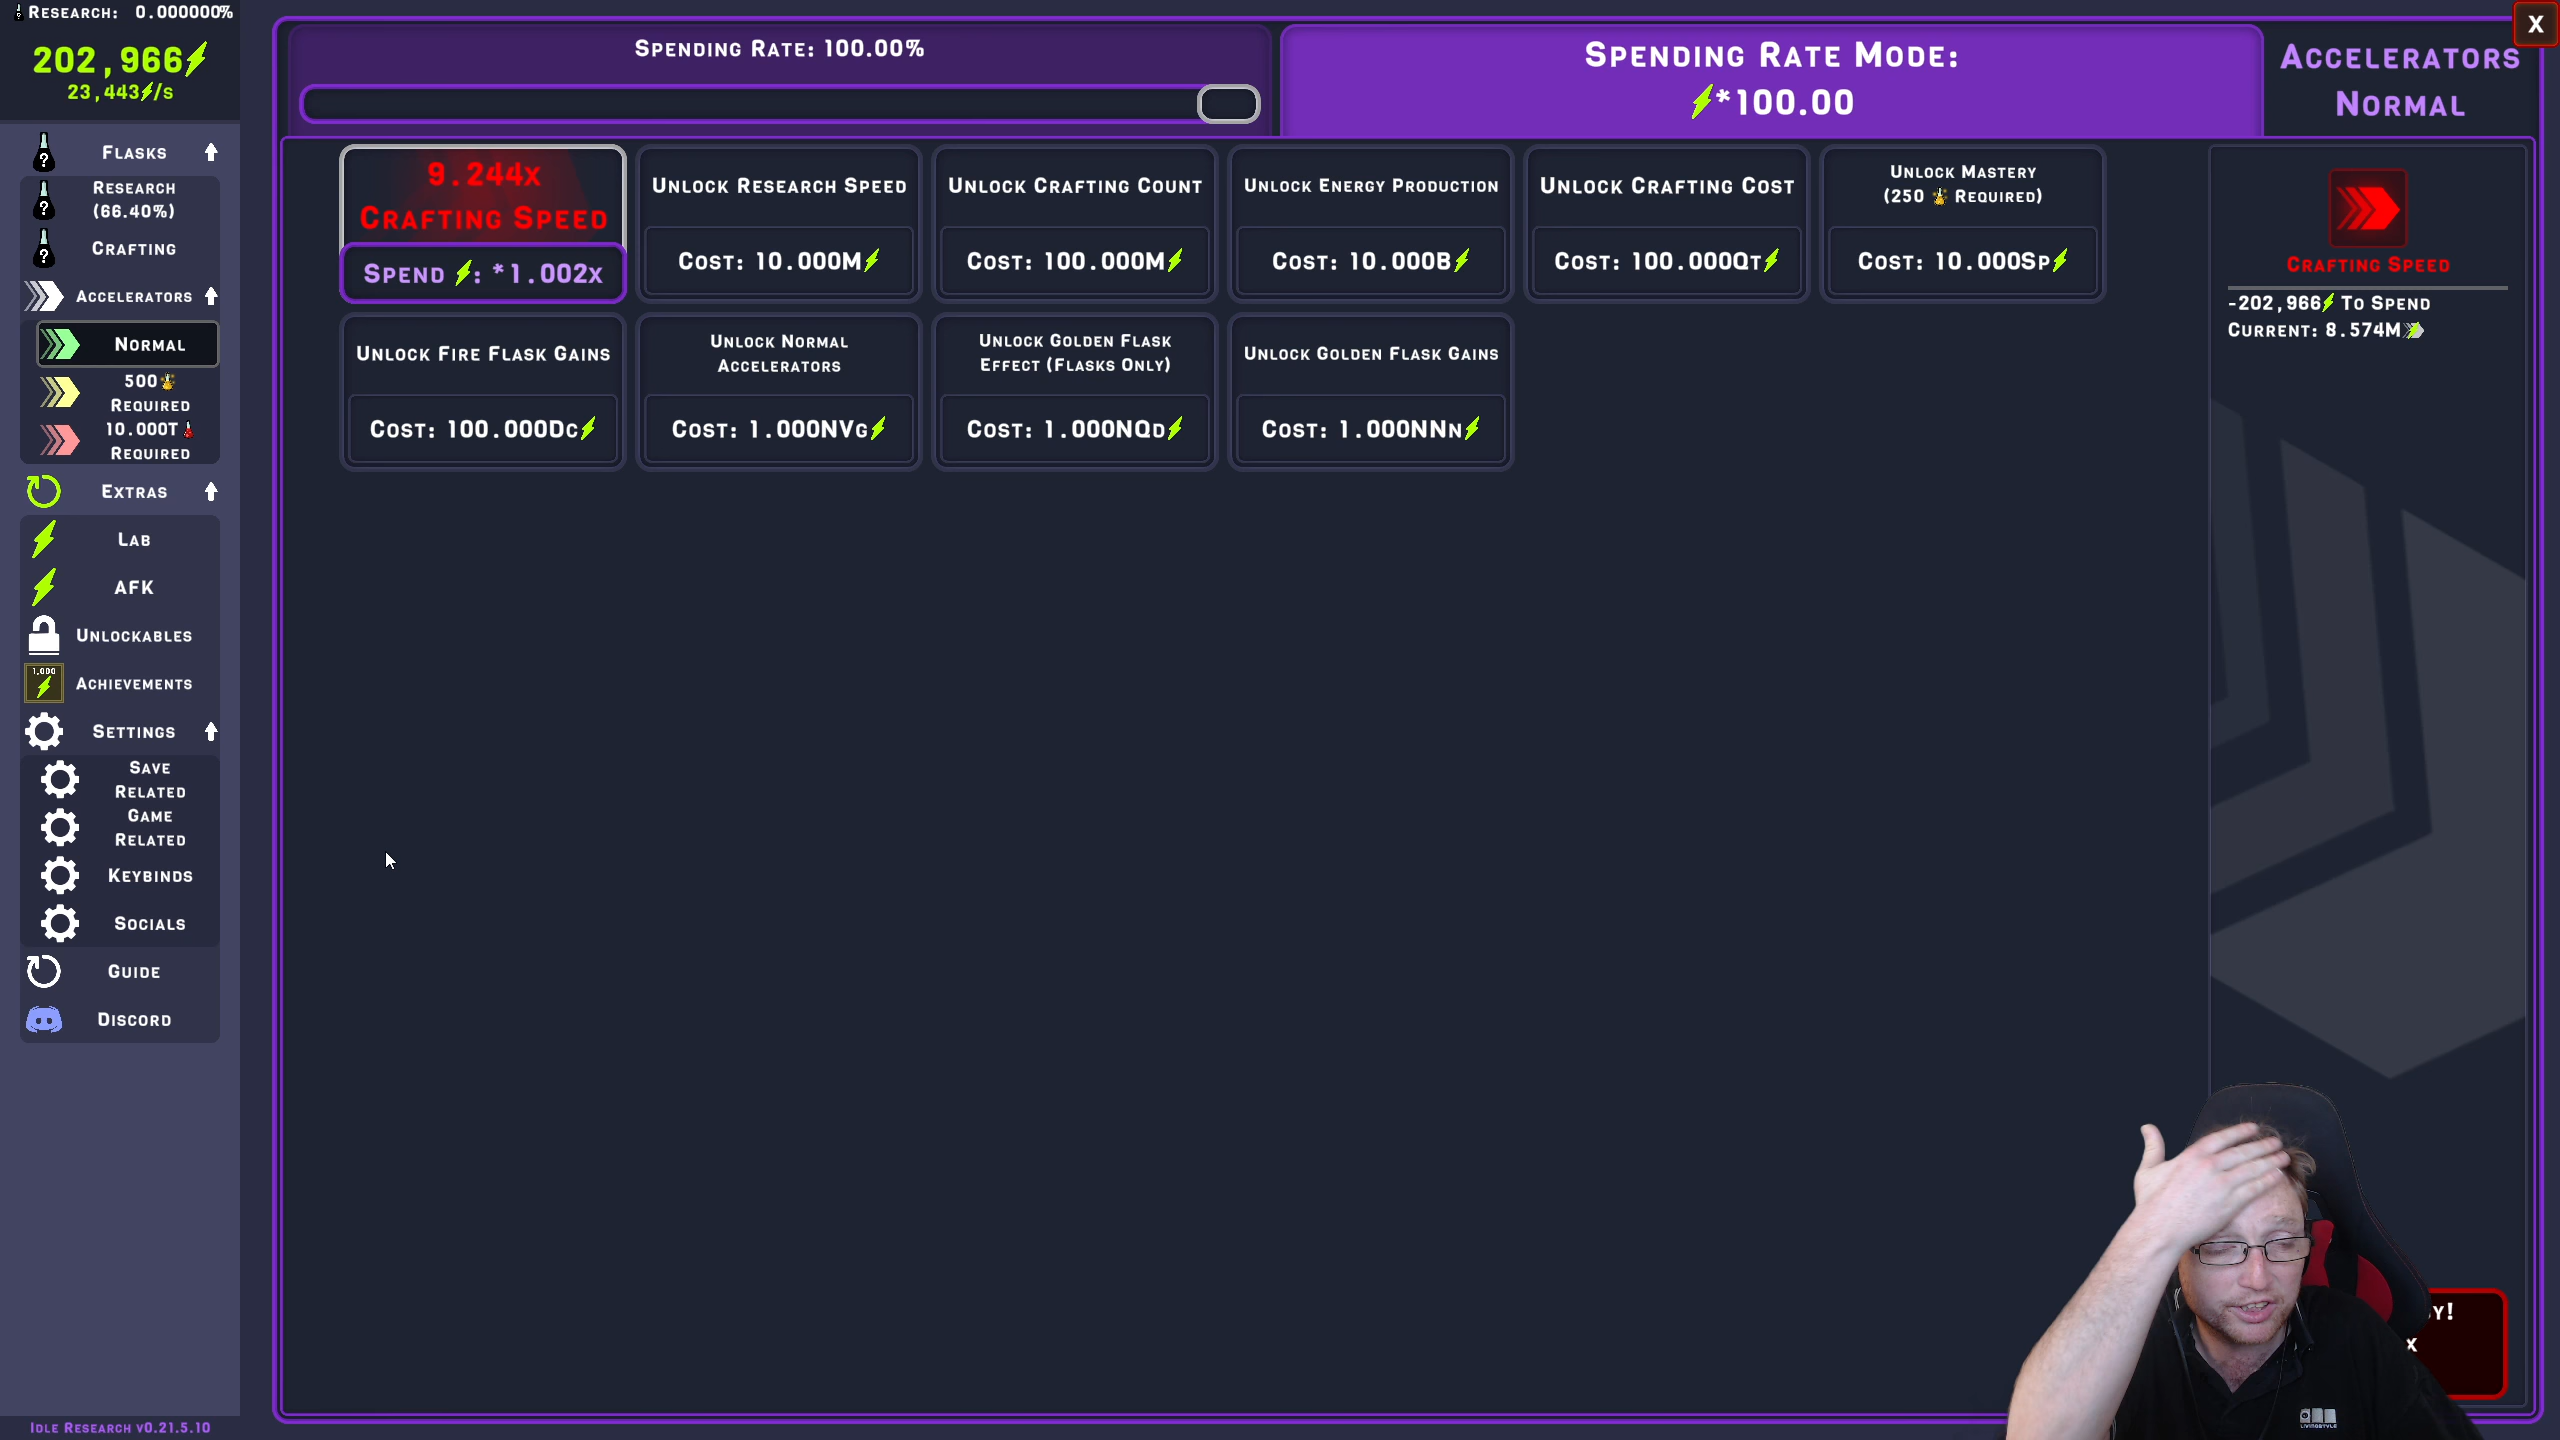 Research: 0.000000%
202,966
23,443/s
Flasks
Research
(66.40%)
Crafting
Accelerators
Normal
500
Required
10.000T
Required
Extras
Lab
AFK
Unlockables
1,000
Achievements
Settings
Save
Related
Game
Related
Keybinds
Socials
Guide
Discord
Idle Research v0.21.5.10
Spending Rate: 100.00%
Spending Rate Mode:
*100.00
Accelerators
Normal
X
9.244x
Crafting Speed
Spend : *1.002x
Unlock Research Speed
Cost: 10.000M
Unlock Crafting Count
Cost: 100.000M
Unlock Energy Production
Cost: 10.000B
Unlock Crafting Cost
Cost: 100.000Qt
Unlock Mastery
(250 Required)
Cost: 10.000Sp
Unlock Fire Flask Gains
Cost: 100.000Dc
Unlock Normal
Accelerators
Cost: 1.000NVg
Unlock Golden Flask
Effect (Flasks Only)
Cost: 1.000NQd
Unlock Golden Flask Gains
Cost: 1.000NNn
Crafting Speed
-202,966 To Spend
Current: 8.574M
y!
x